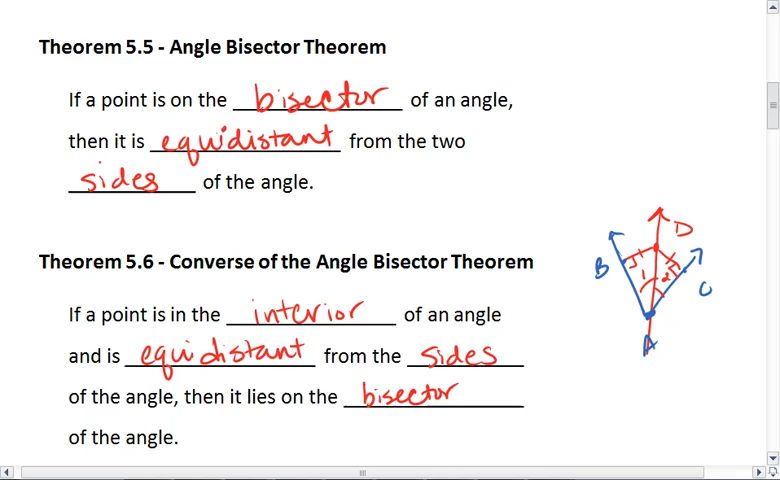 Theorem 5.5 - Angle Bisector Theorem
If a point is on the bisector of an angle,
then it is equidistant from the two
sides of the angle.
Theorem 5.6 - Converse of the Angle Bisector Theorem
If a point is in the interior of an angle
and is equidistant from the sides
of the angle, then it lies on the bisector
of the angle.
D
B
1 2
C
A